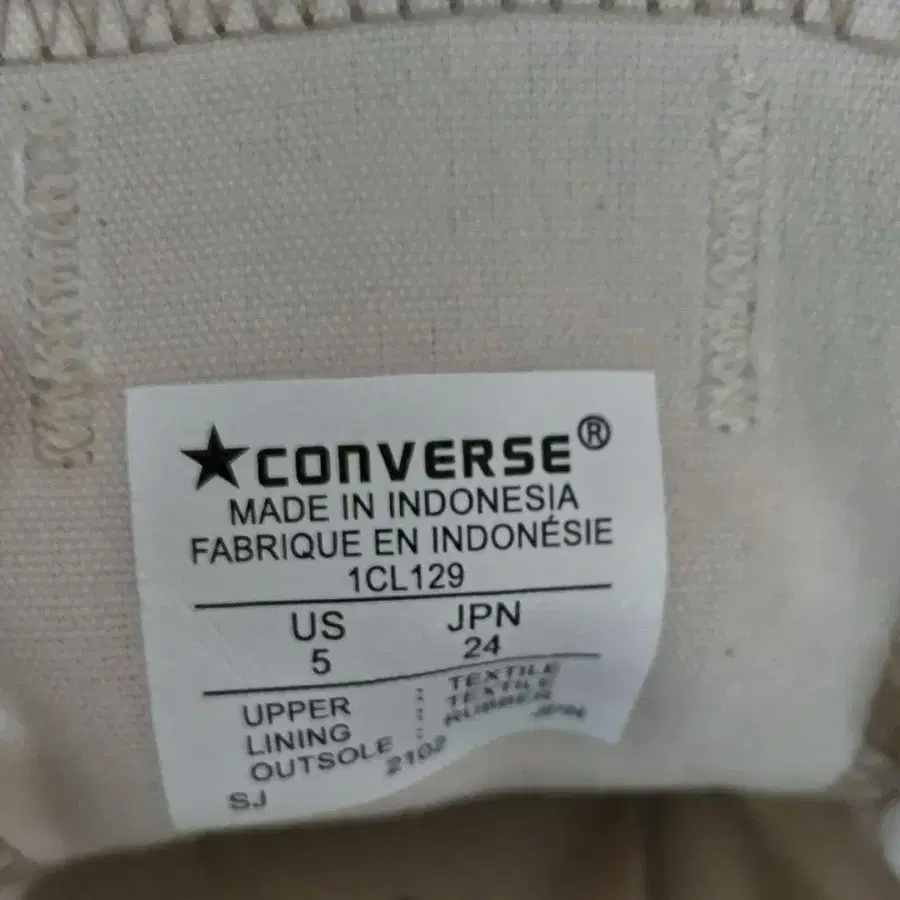 ★CONVERSE®
MADE IN INDONESIA
FABRIQUE EN INDONÉSIE
1CL129
US JPN
5 24
UPPER : TEXTILE
LINING : TEXTILE
OUTSOLE : RUBBER
SJ 2102 JPN